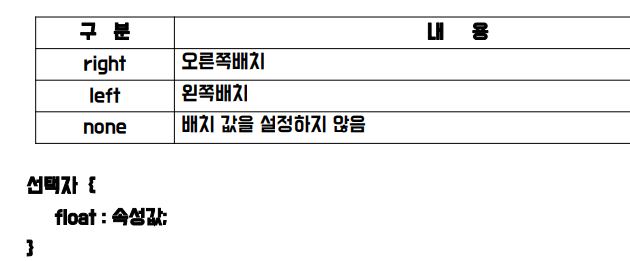 구 분 내 용
right 오른쪽배치
left 왼쪽배치
none 배치 값을 설정하지 않음
선택자 {
float : 속성값;
}